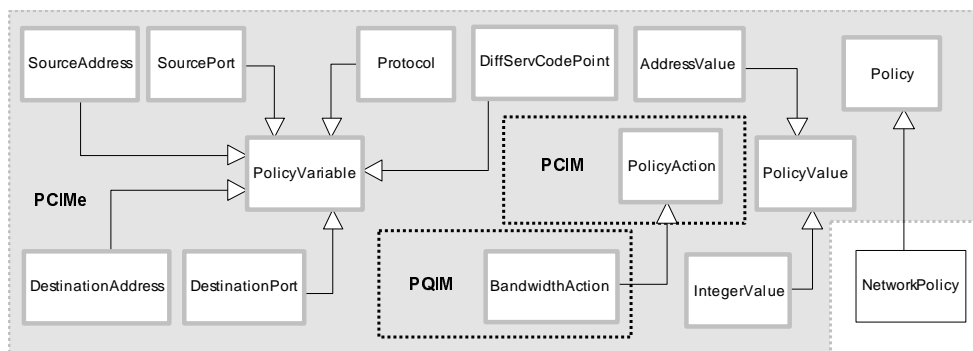 SourceAddress
SourcePort
Protocol
DiffServCodePoint
AddressValue
Policy
PolicyVariable
PCIM
PolicyAction
PolicyValue
PCIMe
DestinationAddress
DestinationPort
PQIM
BandwidthAction
IntegerValue
NetworkPolicy